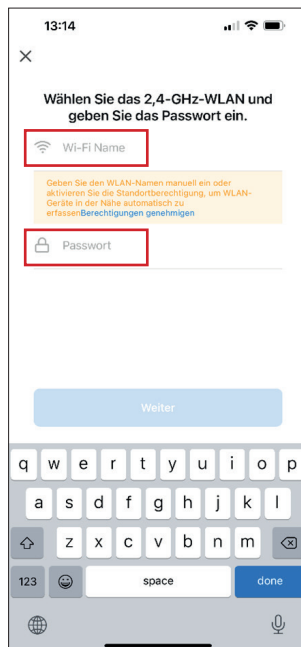 13:14
Wählen Sie das 2,4-GHz-WLAN und
geben Sie das Passwort ein.
Wi-Fi Name
Geben Sie den WLAN-Namen manuell ein oder
aktivieren Sie die Standortberechtigung, um WLAN-
Geräte in der Nähe automatisch zu
erfassenBerechtigungen genehmigen
Passwort
Weiter
q w e r t y u i o p
a s d f g h j k l
z x c v b n m
123 space done